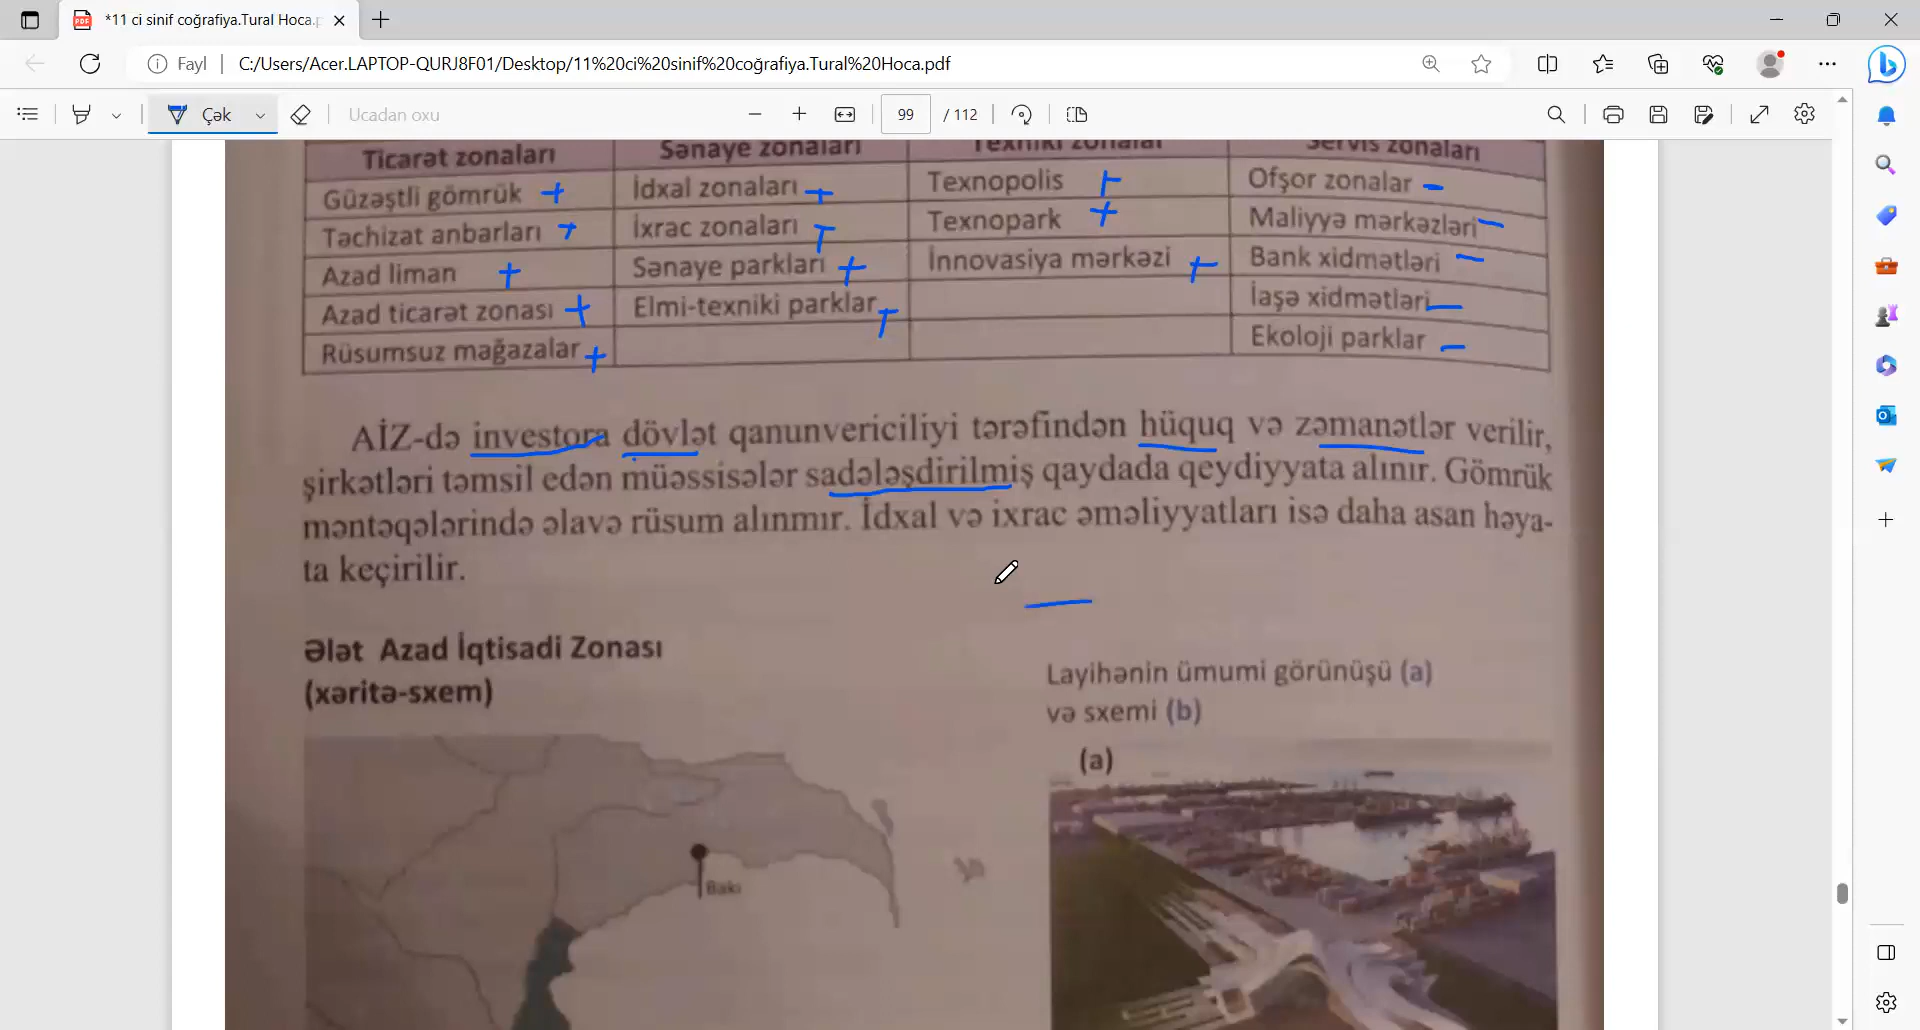 *11 ci sinif coğrafiya.Tural Hoca.p
Fayl C:/Users/Acer.LAPTOP-QURJ8F01/Desktop/11%20ci%20sinif%20coğrafiya.Tural%20Hoca.pdf
Çək Ucadan oxu 99 / 112
Ticarət zonaları Sənaye zonaları Texniki zonalar Servis zonaları
Güzəştli gömrük İdxal zonaları Texnopolis Ofşor zonalar
Təchizat anbarları İxrac zonaları Texnopark Maliyyə mərkəzləri
Azad liman Sənaye parkları İnnovasiya mərkəzi Bank xidmətləri
Azad ticarət zonası Elmi-texniki parklar İaşə xidmətləri
Rüsumsuz mağazalar Ekoloji parklar
AİZ-də investora dövlət qanunvericiliyi tərəfindən hüquq və zəmanətlər verilir,
şirkətləri təmsil edən müəssisələr sadələşdirilmiş qaydada qeydiyyata alınır. Gömrük
məntəqələrində əlavə rüsum alınmır. İdxal və ixrac əməliyyatları isə daha asan həya-
ta keçirilir.
Ələt Azad İqtisadi Zonası
(xəritə-sxem)
Layihənin ümumi görünüşü (a)
və sxemi (b)
(a)
Bakı